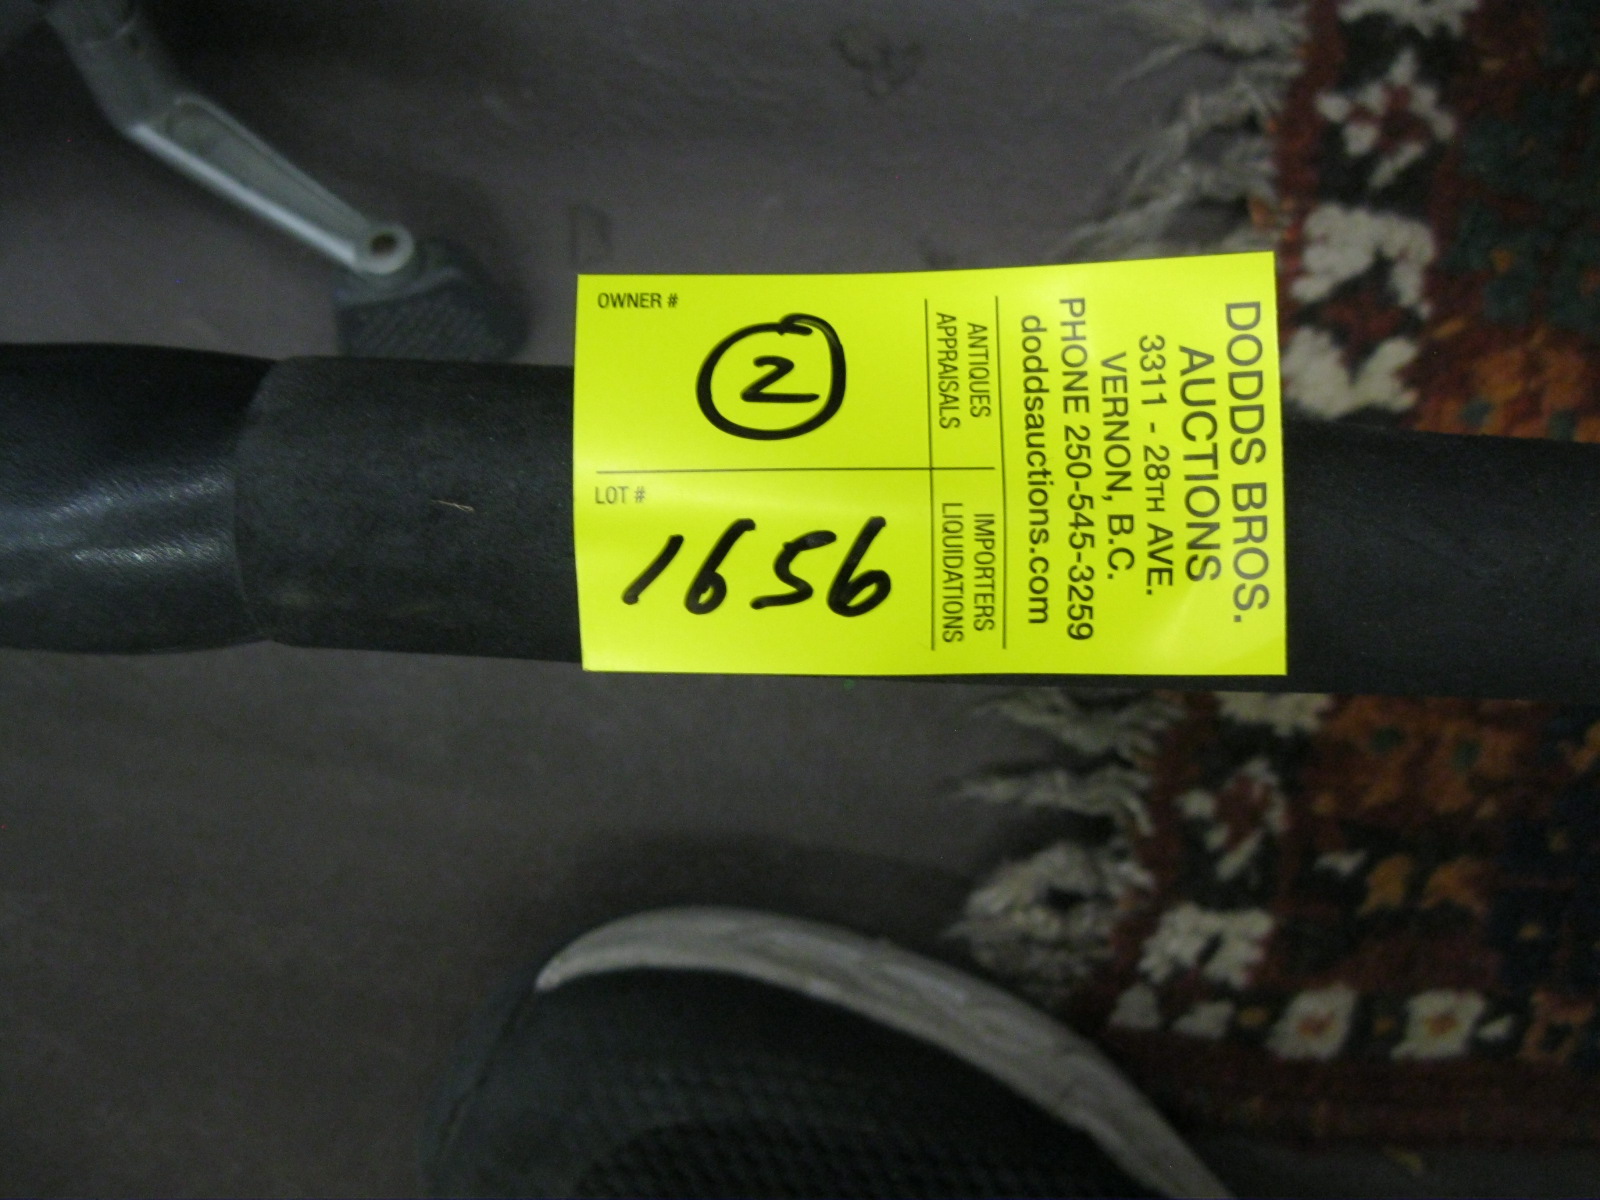 DODDS BROS.
AUCTIONS
3311 - 28TH AVE.
VERNON, B.C.
PHONE 250-545-3259
doddsauctions.com
ANTIQUES IMPORTERS
APPRAISALS LIQUIDATIONS
OWNER #
2
LOT #
1656